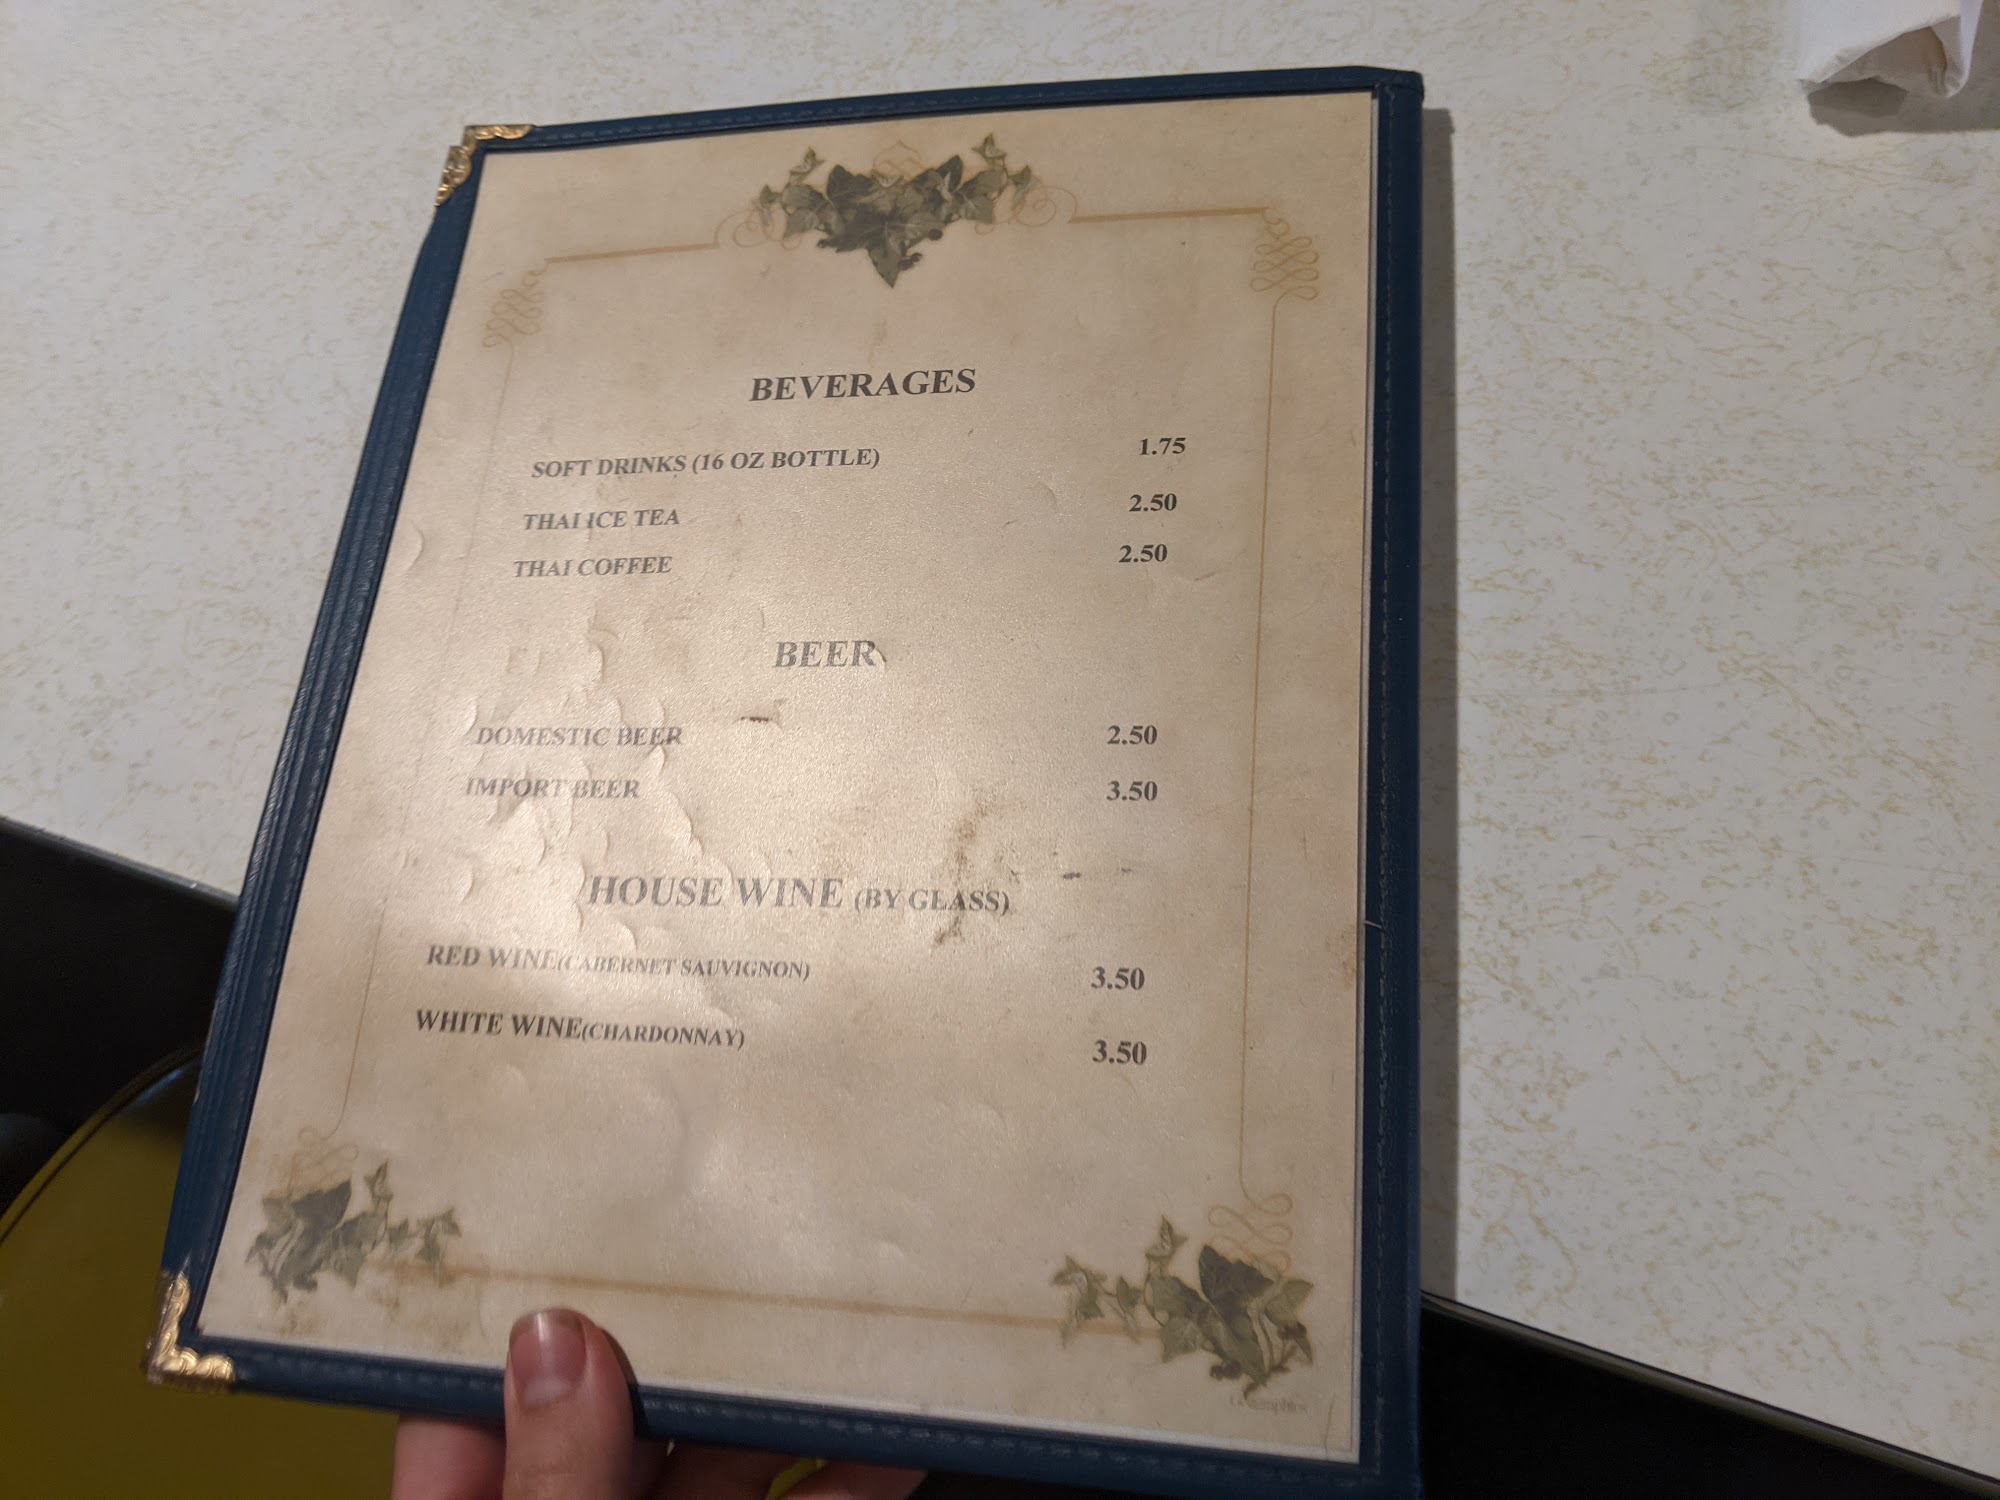 BEVERAGES
SOFT DRINKS (16 OZ BOTTLE) 1.75
THAI ICE TEA 2.50
THAI COFFEE 2.50
BEER
DOMESTIC BEER 2.50
IMPORT BEER 3.50
HOUSE WINE (BY GLASS)
RED WINE(CABERNET SAUVIGNON) 3.50
WHITE WINE(CHARDONNAY) 3.50